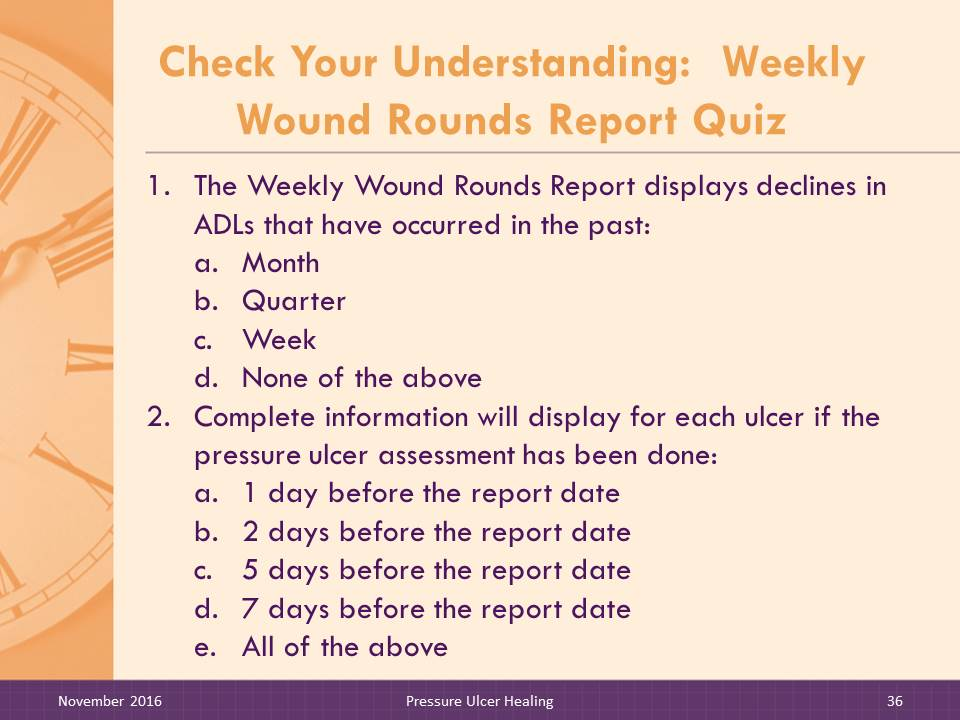 Check Your Understanding:  Weekly
Wound Rounds Report Quiz
1. The Weekly Wound Rounds Report displays declines in
ADLs that have occurred in the past:
a. Month
b. Quarter
c. Week
d. None of the above
2. Complete information will display for each ulcer if the
pressure ulcer assessment has been done:
a. 1 day before the report date
b. 2 days before the report date
c. 5 days before the report date
d. 7 days before the report date
e. All of the above
November 2016 Pressure Ulcer Healing 36